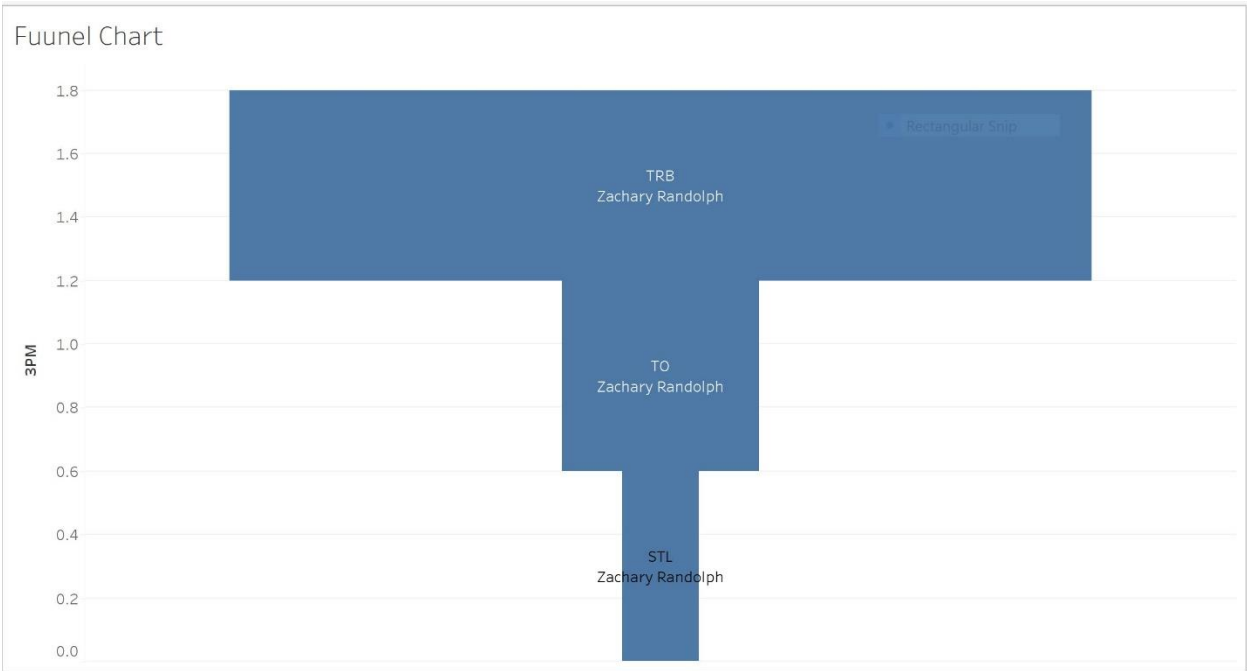 Fuunel Chart
1.8
Rectangular Snip
1.6
TRB
Zachary Randolph
1.4
1.2
1.0
3PM
TO
Zachary Randolph
0.8
0.6
0.4
STL
Zachary Randolph
0.2
0.0